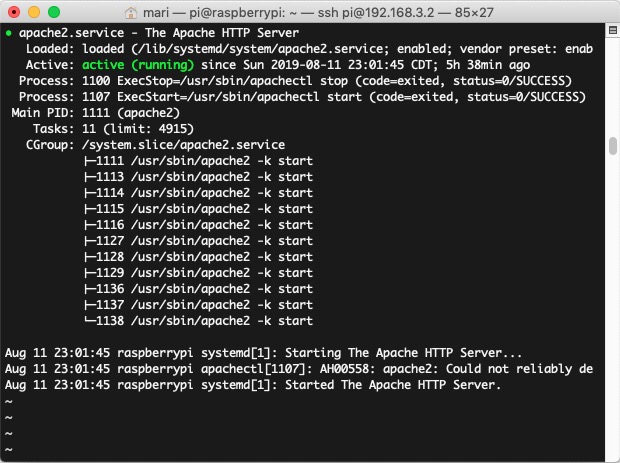 mari — pi@raspberrypi: ~ — ssh pi@192.168.3.2 — 85×27
● apache2.service - The Apache HTTP Server
   Loaded: loaded (/lib/systemd/system/apache2.service; enabled; vendor preset: enab
   Active: active (running) since Sun 2019-08-11 23:01:45 CDT; 5h 38min ago
  Process: 1100 ExecStop=/usr/sbin/apachectl stop (code=exited, status=0/SUCCESS)
  Process: 1107 ExecStart=/usr/sbin/apachectl start (code=exited, status=0/SUCCESS)
 Main PID: 1111 (apache2)
    Tasks: 11 (limit: 4915)
   CGroup: /system.slice/apache2.service
           ├─1111 /usr/sbin/apache2 -k start
           ├─1113 /usr/sbin/apache2 -k start
           ├─1114 /usr/sbin/apache2 -k start
           ├─1115 /usr/sbin/apache2 -k start
           ├─1116 /usr/sbin/apache2 -k start
           ├─1127 /usr/sbin/apache2 -k start
           ├─1128 /usr/sbin/apache2 -k start
           ├─1129 /usr/sbin/apache2 -k start
           ├─1136 /usr/sbin/apache2 -k start
           ├─1137 /usr/sbin/apache2 -k start
           └─1138 /usr/sbin/apache2 -k start
Aug 11 23:01:45 raspberrypi systemd[1]: Starting The Apache HTTP Server...
Aug 11 23:01:45 raspberrypi apachectl[1107]: AH00558: apache2: Could not reliably de
Aug 11 23:01:45 raspberrypi systemd[1]: Started The Apache HTTP Server.
~
~
~
~